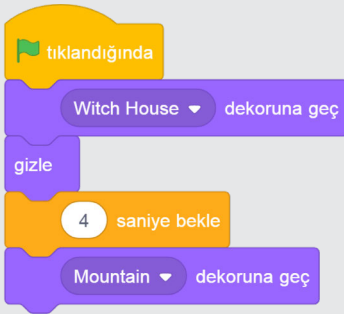 tıklandığında
Witch House dekoruna geç
gizle
4 saniye bekle
Mountain dekoruna geç